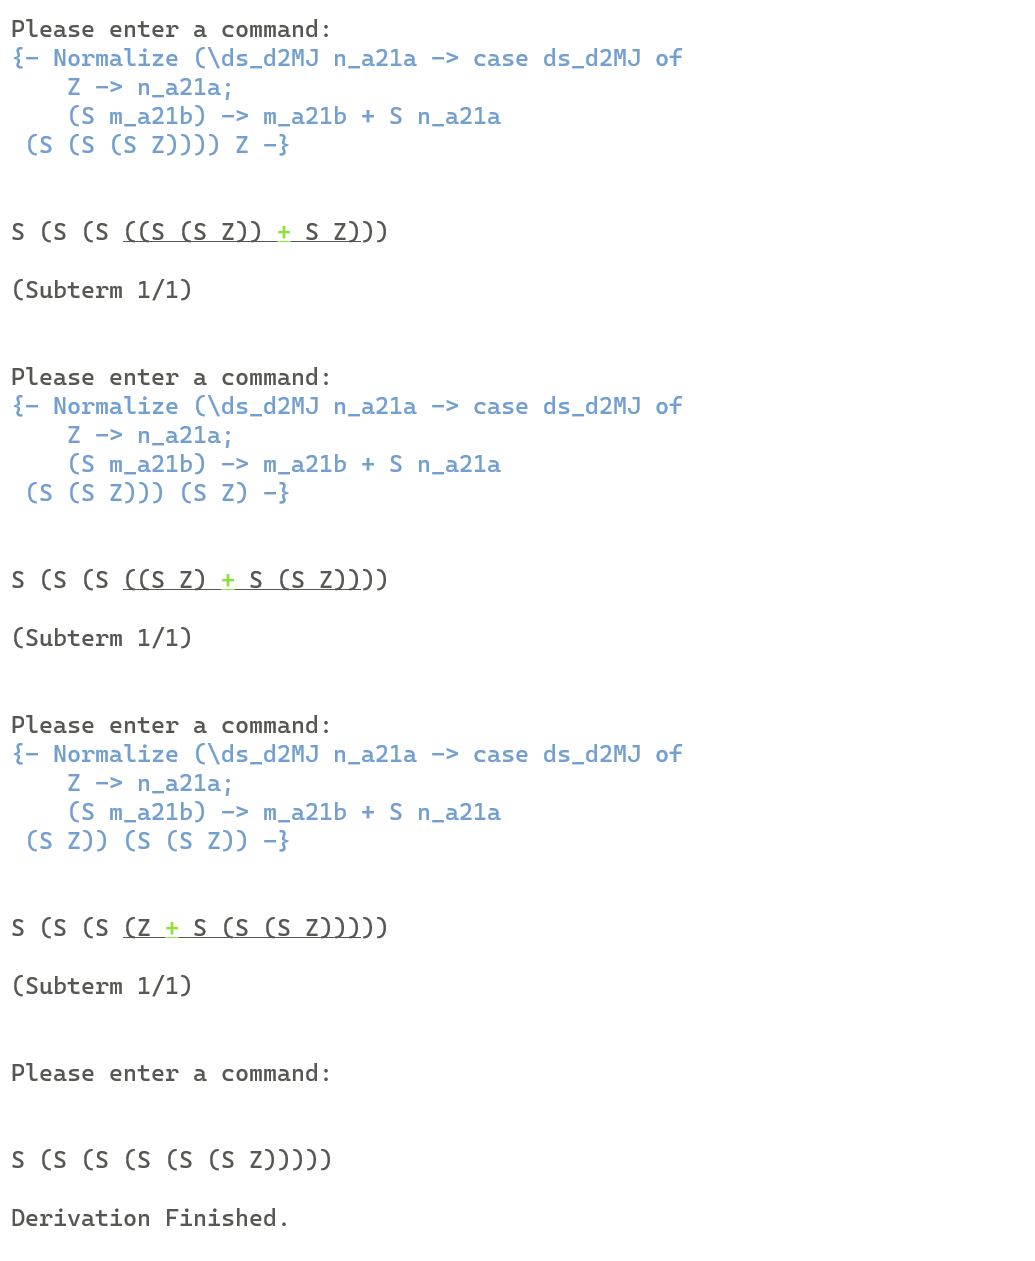 Please enter a command:
{- Normalize (\ds_d2MJ n_a21a -> case ds_d2MJ of
    Z -> n_a21a;
    (S m_a21b) -> m_a21b + S n_a21a
 (S (S (S Z)))) Z -}
S (S (S ((S (S Z)) + S Z)))
(Subterm 1/1)
Please enter a command:
{- Normalize (\ds_d2MJ n_a21a -> case ds_d2MJ of
    Z -> n_a21a;
    (S m_a21b) -> m_a21b + S n_a21a
 (S (S Z))) (S Z) -}
S (S (S ((S Z) + S (S Z))))
(Subterm 1/1)
Please enter a command:
{- Normalize (\ds_d2MJ n_a21a -> case ds_d2MJ of
    Z -> n_a21a;
    (S m_a21b) -> m_a21b + S n_a21a
 (S Z)) (S (S Z)) -}
S (S (S (Z + S (S (S Z)))))
(Subterm 1/1)
Please enter a command:
S (S (S (S (S (S Z)))))
Derivation Finished.